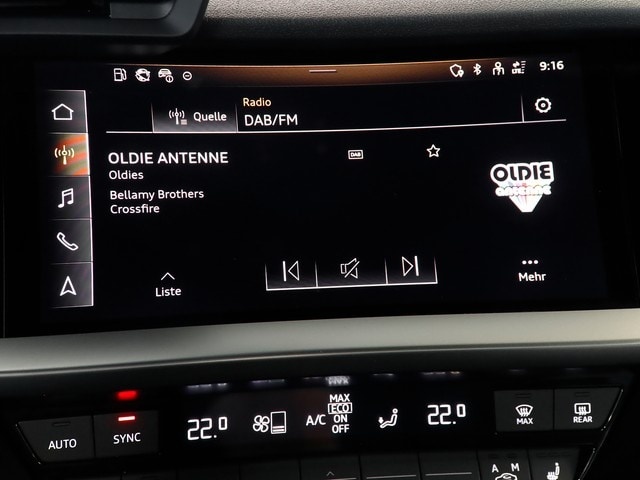 9:16
Radio
Quelle
DAB/FM
OLDIE ANTENNE
DAB
Oldies
Bellamy Brothers
Crossfire
OLDIE
ANTENNE
Liste
Mehr
AUTO
SYNC
22.0
A/C
MAX
ECO
ON
OFF
22.0
MAX
REAR
A M